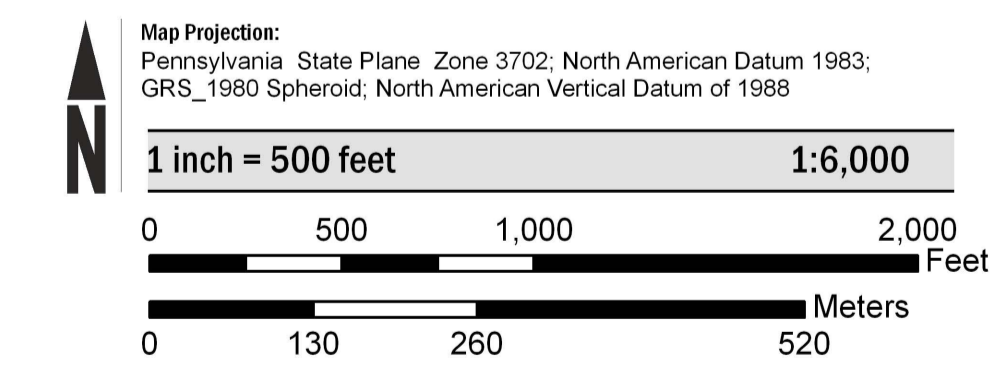 N
Map Projection:
Pennsylvania State Plane Zone 3702; North American Datum 1983;
GRS_1980 Spheroid; North American Vertical Datum of 1988
1 inch = 500 feet 1:6,000
0 500 1,000 2,000
Feet
Meters
0 130 260 520